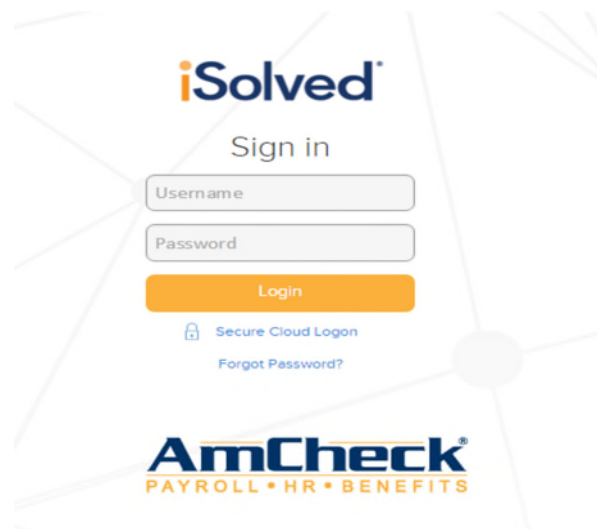 iSolved
Sign in
Username
Password
Login
Secure Cloud Logon
Forgot Password?
AmCheck®
PAYROLL • HR • BENEFITS